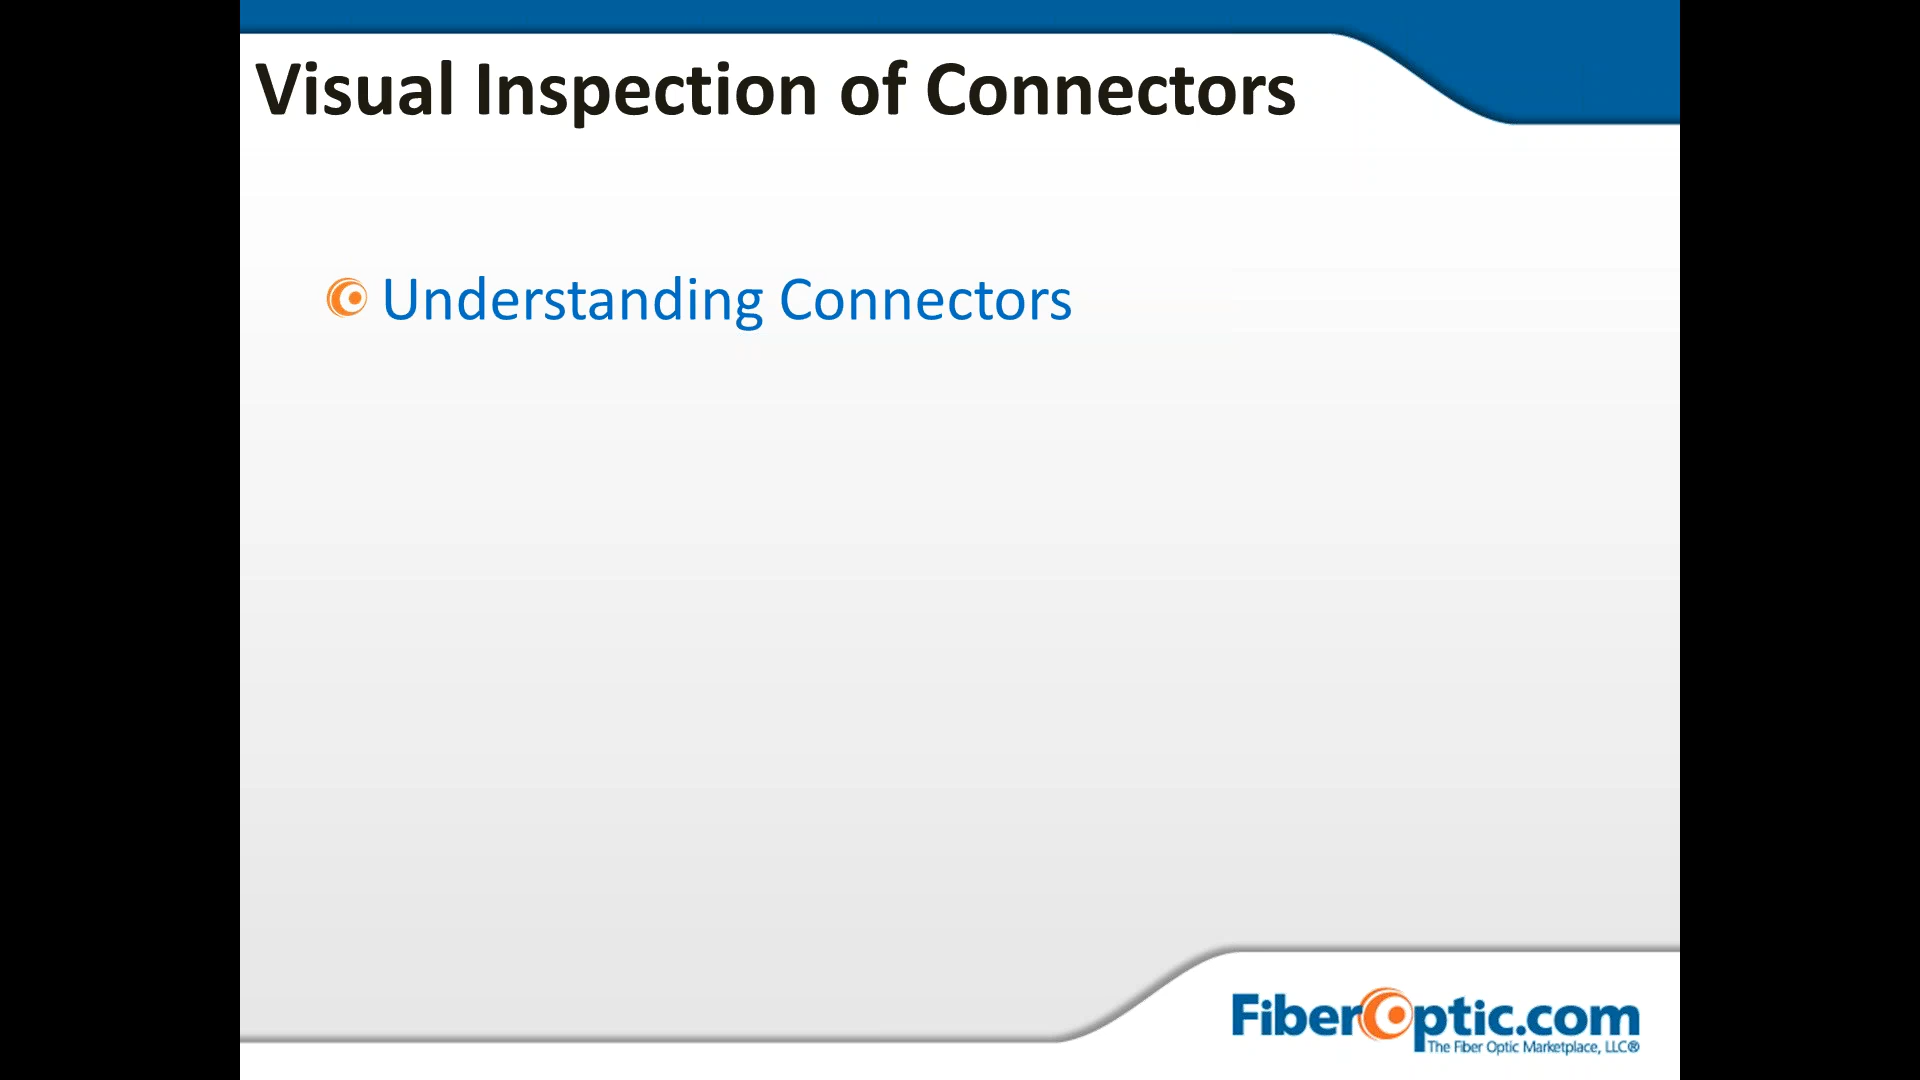 Visual Inspection of Connectors
Understanding Connectors
FiberOptic.com
The Fiber Optic Marketplace, LLC®